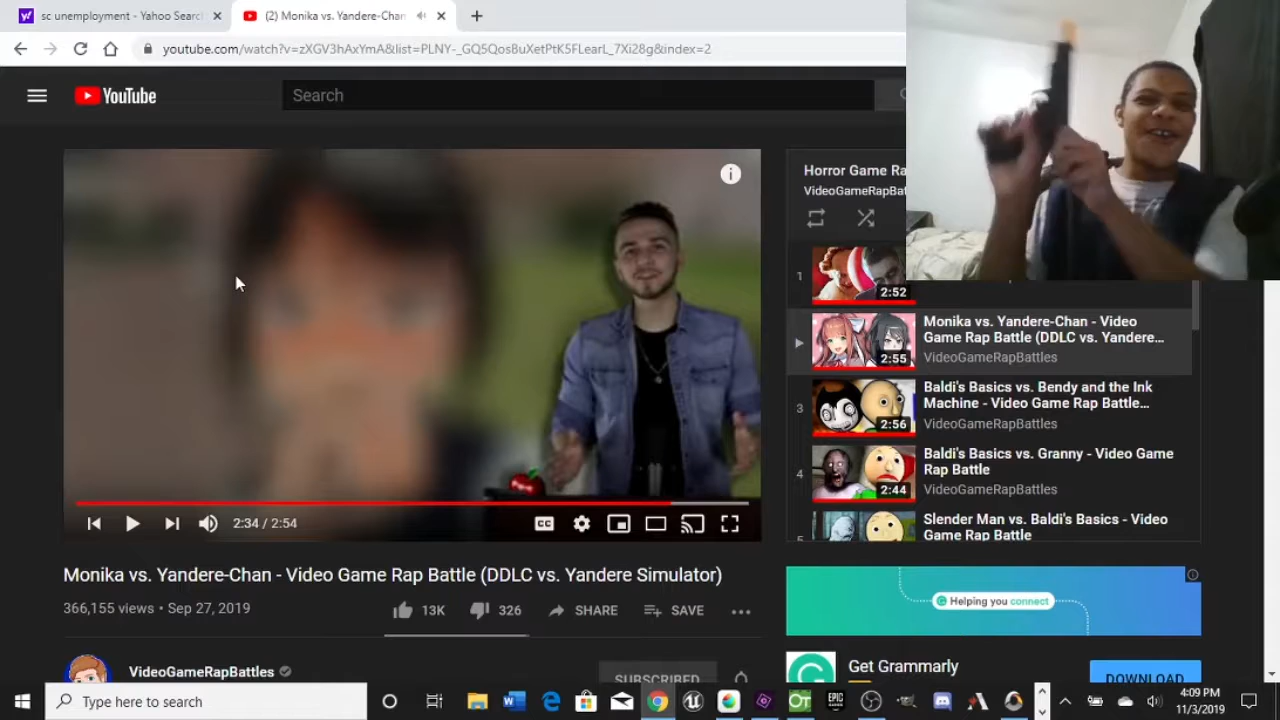 sc unemployment - Yahoo Searc
(2) Monika vs. Yandere-Chan
youtube.com/watch?v=zXGV3hAxYmA&list=PLNY-_GQ5QosBuXetPtK5FLearL_7Xi28g&index=2
YouTube
Search
Horror Game Ra
VideoGameRapBat
1
2:52
Monika vs. Yandere-Chan - Video
Game Rap Battle (DDLC vs. Yandere...
VideoGameRapBattles
2:55
3
Baldi's Basics vs. Bendy and the Ink
Machine - Video Game Rap Battle...
VideoGameRapBattles
2:56
4
Baldi's Basics vs. Granny - Video Game
Rap Battle
VideoGameRapBattles
2:44
Slender Man vs. Baldi's Basics - Video
Game Rap Battle
2:34 / 2:54
CC
Monika vs. Yandere-Chan - Video Game Rap Battle (DDLC vs. Yandere Simulator)
366,155 views • Sep 27, 2019
13K
326
SHARE
SAVE
Helping you connect
VideoGameRapBattles
SUBSCRIBED
Get Grammarly
DOWNLOAD
Type here to search
EPIC GAMES
4:09 PM
11/3/2019